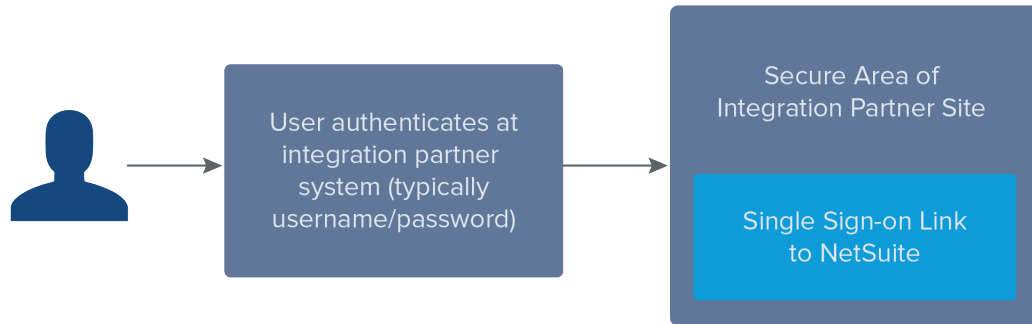 User authenticates at
integration partner
system (typically
username/password)
Secure Area of
Integration Partner Site
Single Sign-on Link
to NetSuite